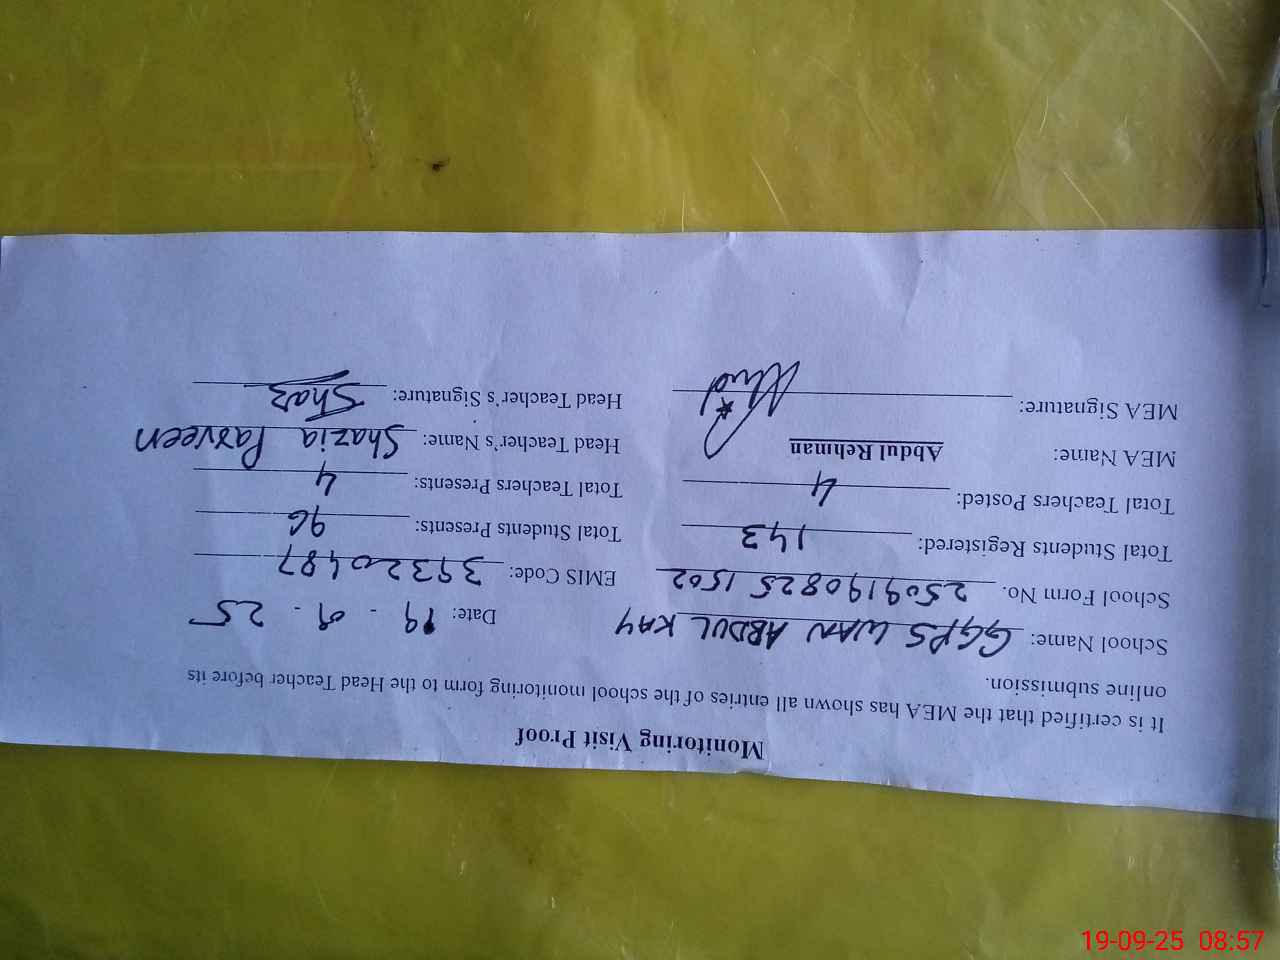 Monitoring Visit Proof
It is certified that the MEA has shown all entries of the school monitoring form to the Head Teacher before its
online submission.
School Name: GGPS WAN ABDUL KAY Date: 19-09-25
School Form No. 2509190825 1502 EMIS Code: 39320487
Total Students Registered: 143 Total Students Presents: 96
Total Teachers Posted: 4 Total Teachers Presents: 4
MEA Name: Abdul Rehman Head Teacher's Name: Shazia Parveen
MEA Signature: Head Teacher's Signature: Shaz
19-09-25 08:57